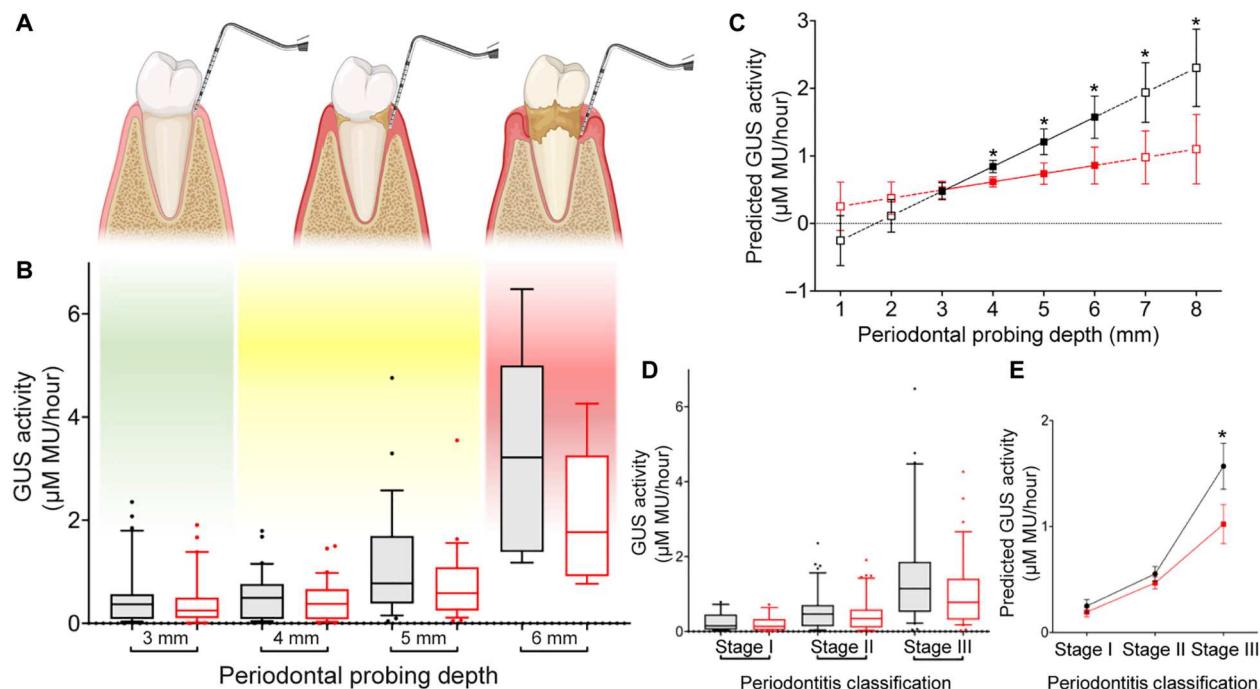 A
B
GUS activity
(µM MU/hour)
6
4
2
0
3 mm
4 mm
5 mm
6 mm
Periodontal probing depth
C
Predicted GUS activity
(µM MU/hour)
3
2
1
0
–1
*
*
*
*
*
1 2 3 4 5 6 7 8
Periodontal probing depth (mm)
D
GUS activity
(µM MU/hour)
6
4
2
0
Stage I
Stage II
Stage III
Periodontitis classification
E
Predicted GUS activity
(µM MU/hour)
2
1
0
*
Stage I Stage II Stage III
Periodontitis classification